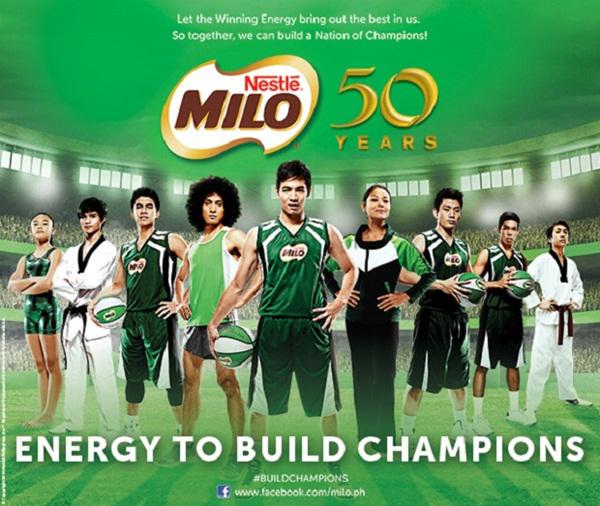 Let the Winning Energy bring out the best in us.
So together, we can build a Nation of Champions!
Nestlé
MILO
50
YEARS
MILO
MILO
MILO
ENERGY TO BUILD CHAMPIONS
#BUILDCHAMPIONS
f www.facebook.com/milo.ph